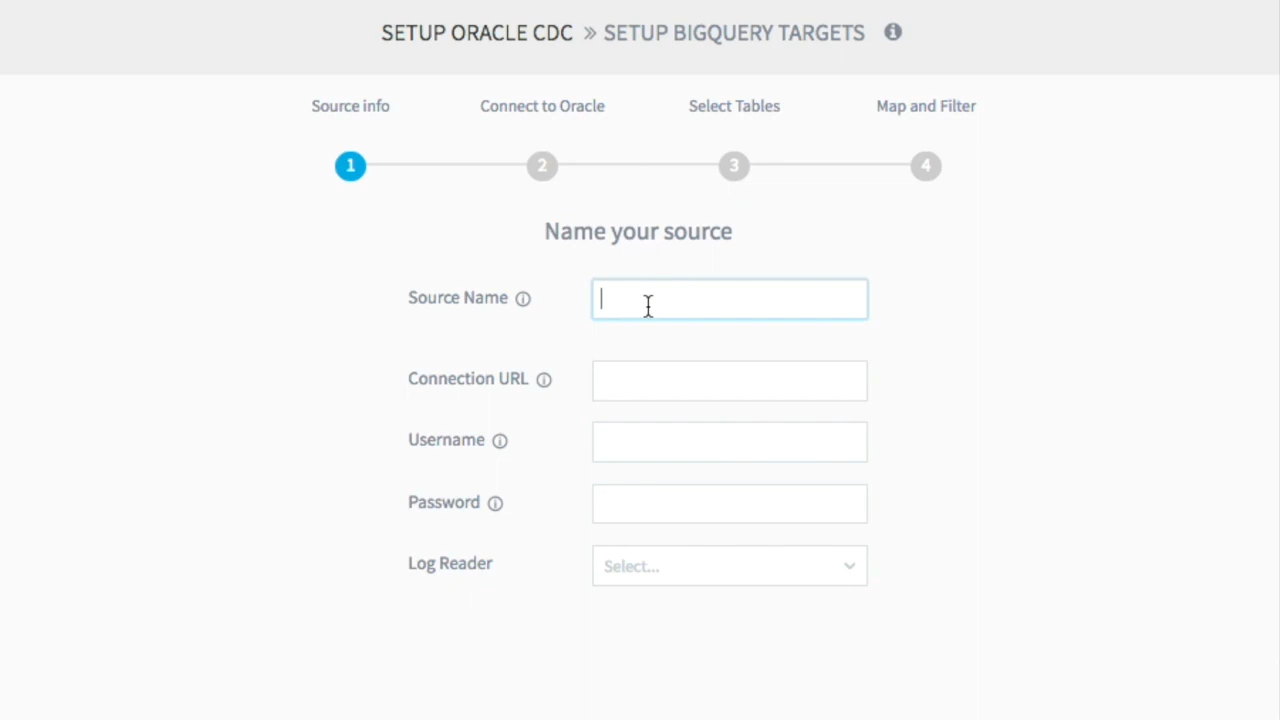 SETUP ORACLE CDC » SETUP BIGQUERY TARGETS
Source info Connect to Oracle Select Tables Map and Filter
1 2 3 4
Name your source
Source Name
Connection URL
Username
Password
Log Reader Select...